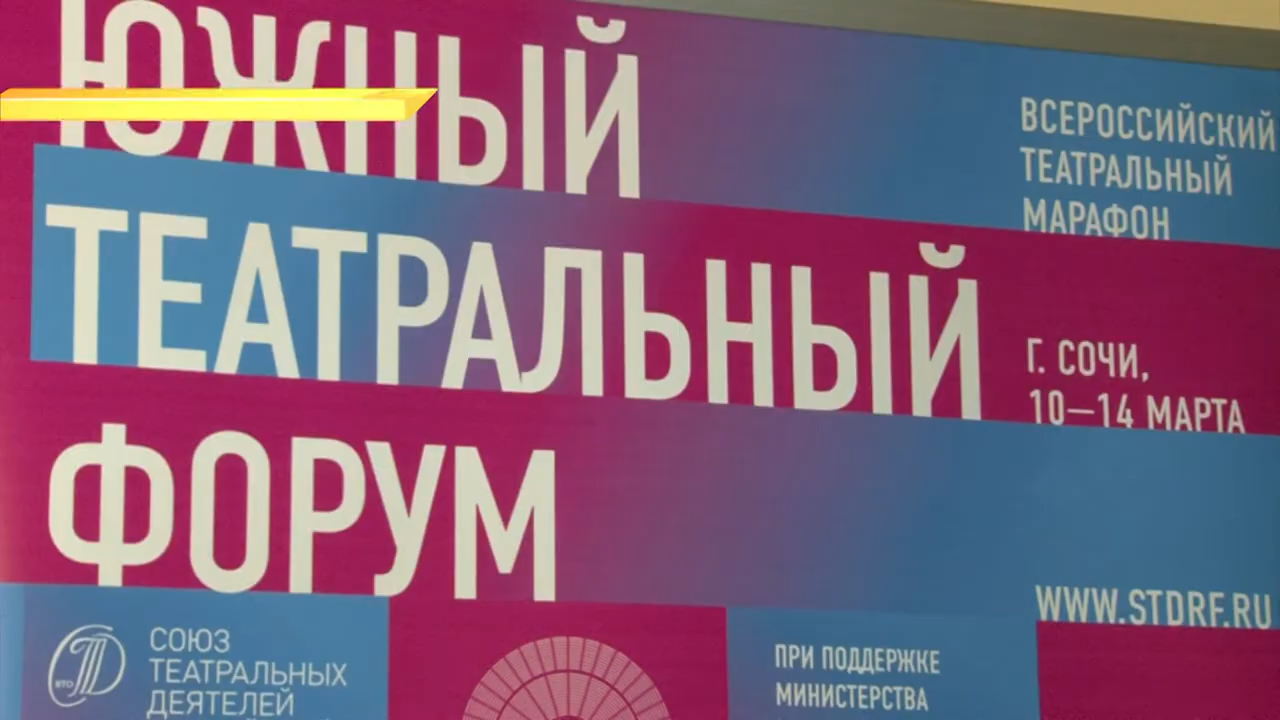 ЮЖНЫЙ
ТЕАТРАЛЬНЫЙ
ФОРУМ
ВСЕРОССИЙСКИЙ
ТЕАТРАЛЬНЫЙ
МАРАФОН
Г. СОЧИ,
10–14 МАРТА
WWW.STDRF.RU
ВТО
СОЮЗ
ТЕАТРАЛЬНЫХ
ДЕЯТЕЛЕЙ
ПРИ ПОДДЕРЖКЕ
МИНИСТЕРСТВА